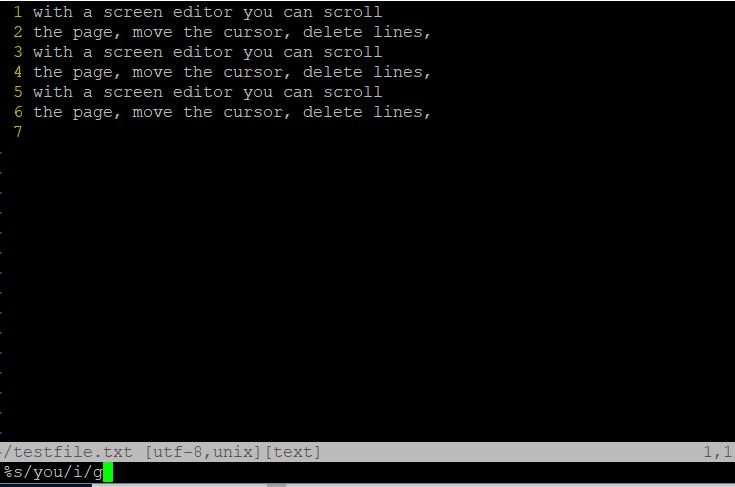 1 with a screen editor you can scroll
2 the page, move the cursor, delete lines,
3 with a screen editor you can scroll
4 the page, move the cursor, delete lines,
5 with a screen editor you can scroll
6 the page, move the cursor, delete lines,
7
/testfile.txt [utf-8,unix][text] 1,1
%s/you/i/g